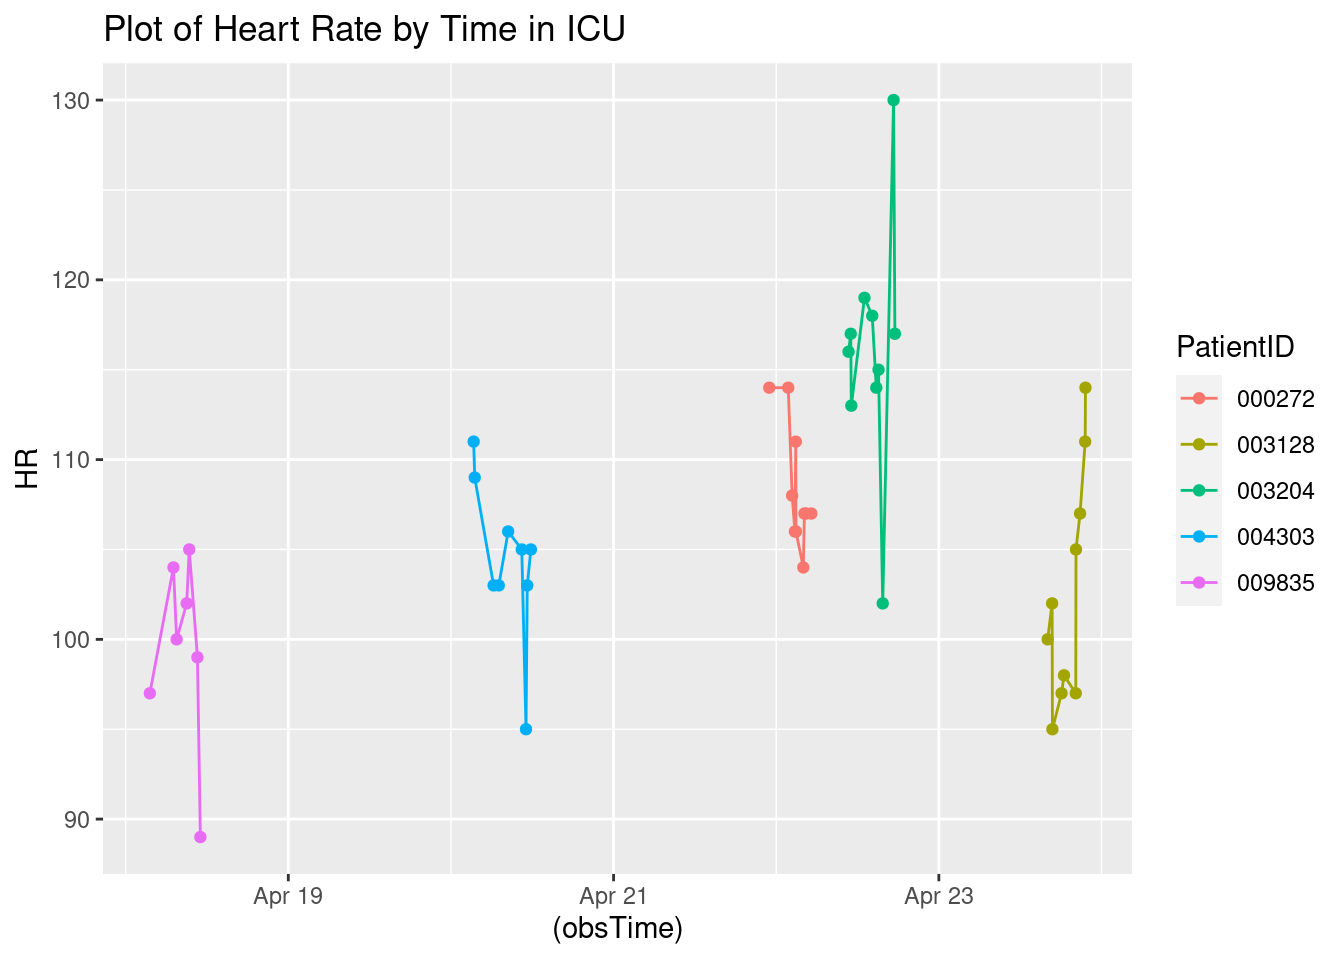 Plot of Heart Rate by Time in ICU
130
120
110
100
90
HR
Apr 19
Apr 21
Apr 23
(obsTime)
PatientID
000272
003128
003204
004303
009835